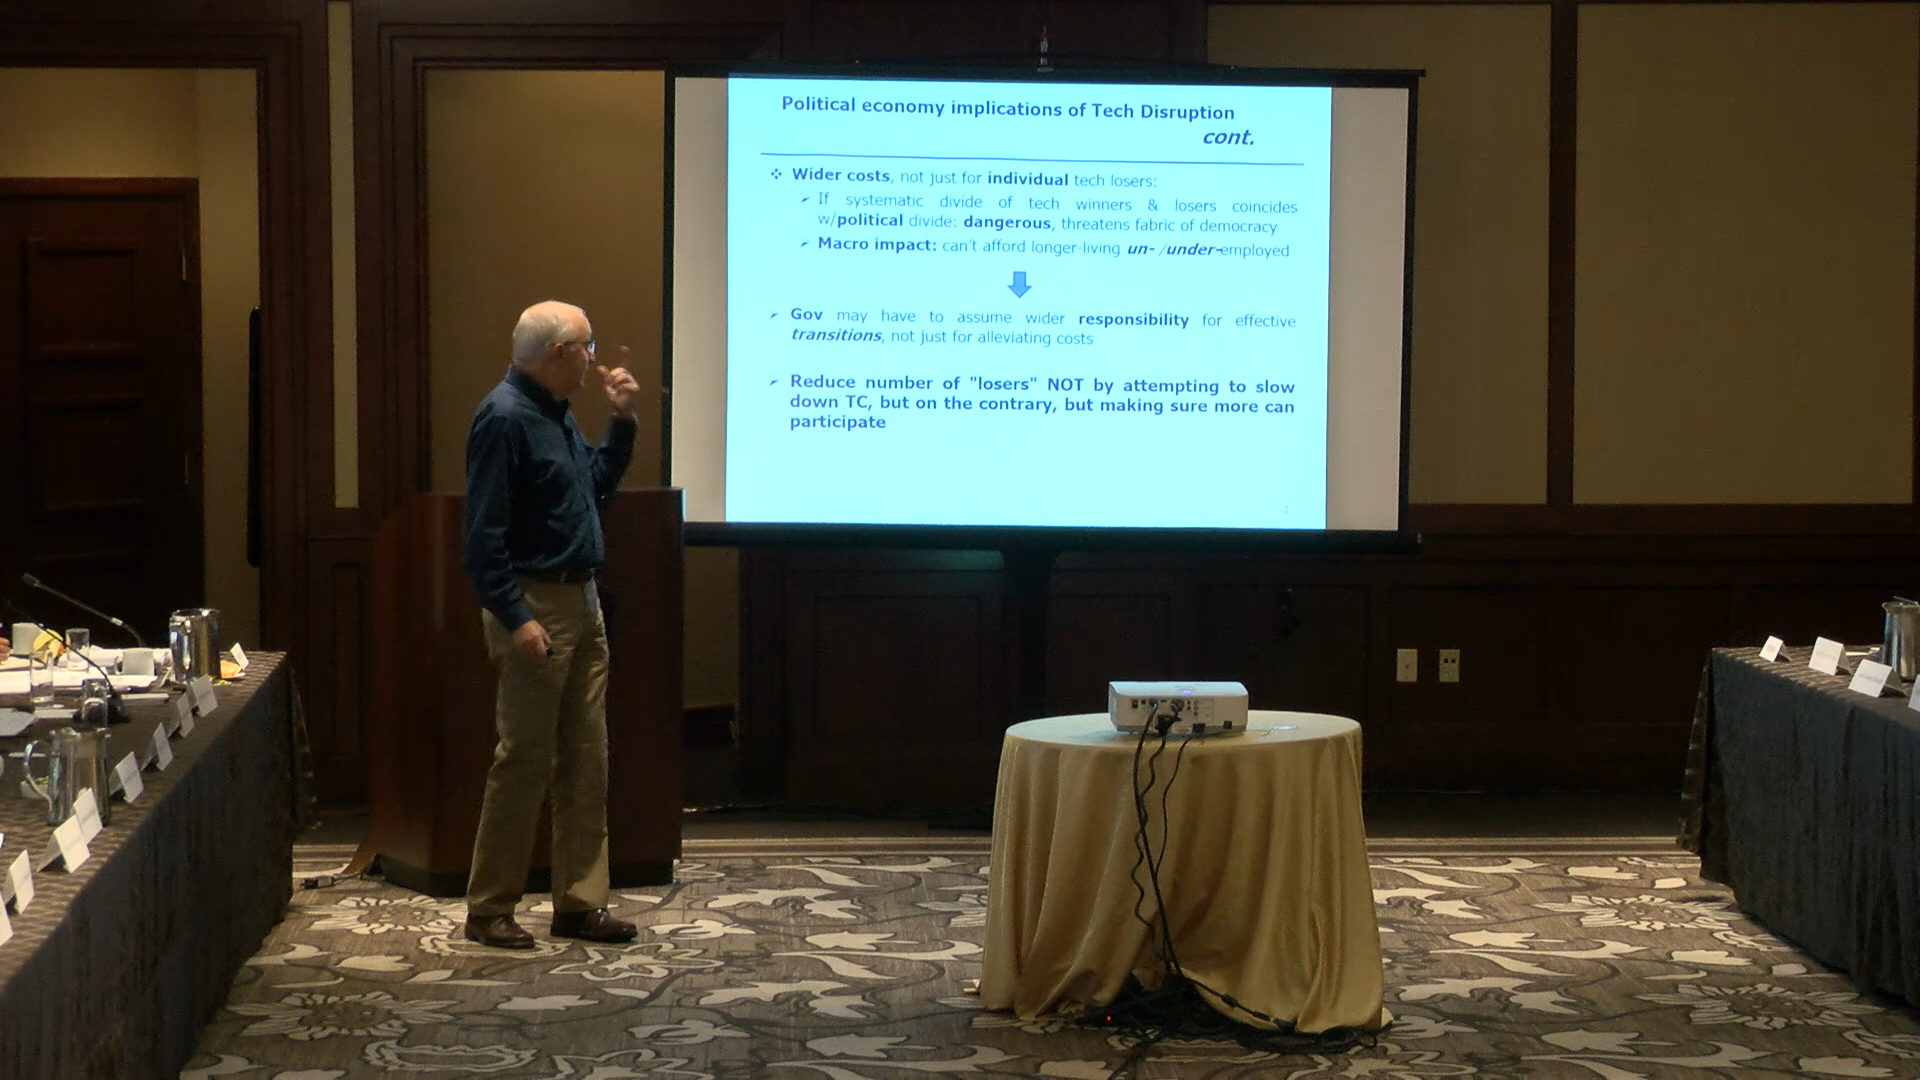 Political economy implications of Tech Disruption
cont.
Wider costs, not just for individual tech losers:
If systematic divide of tech winners & losers coincides
w/political divide: dangerous, threatens fabric of democracy
Macro impact: can't afford longer-living un- /under-employed
Gov may have to assume wider responsibility for effective
transitions, not just for alleviating costs
Reduce number of "losers" NOT by attempting to slow
down TC, but on the contrary, but making sure more can
participate